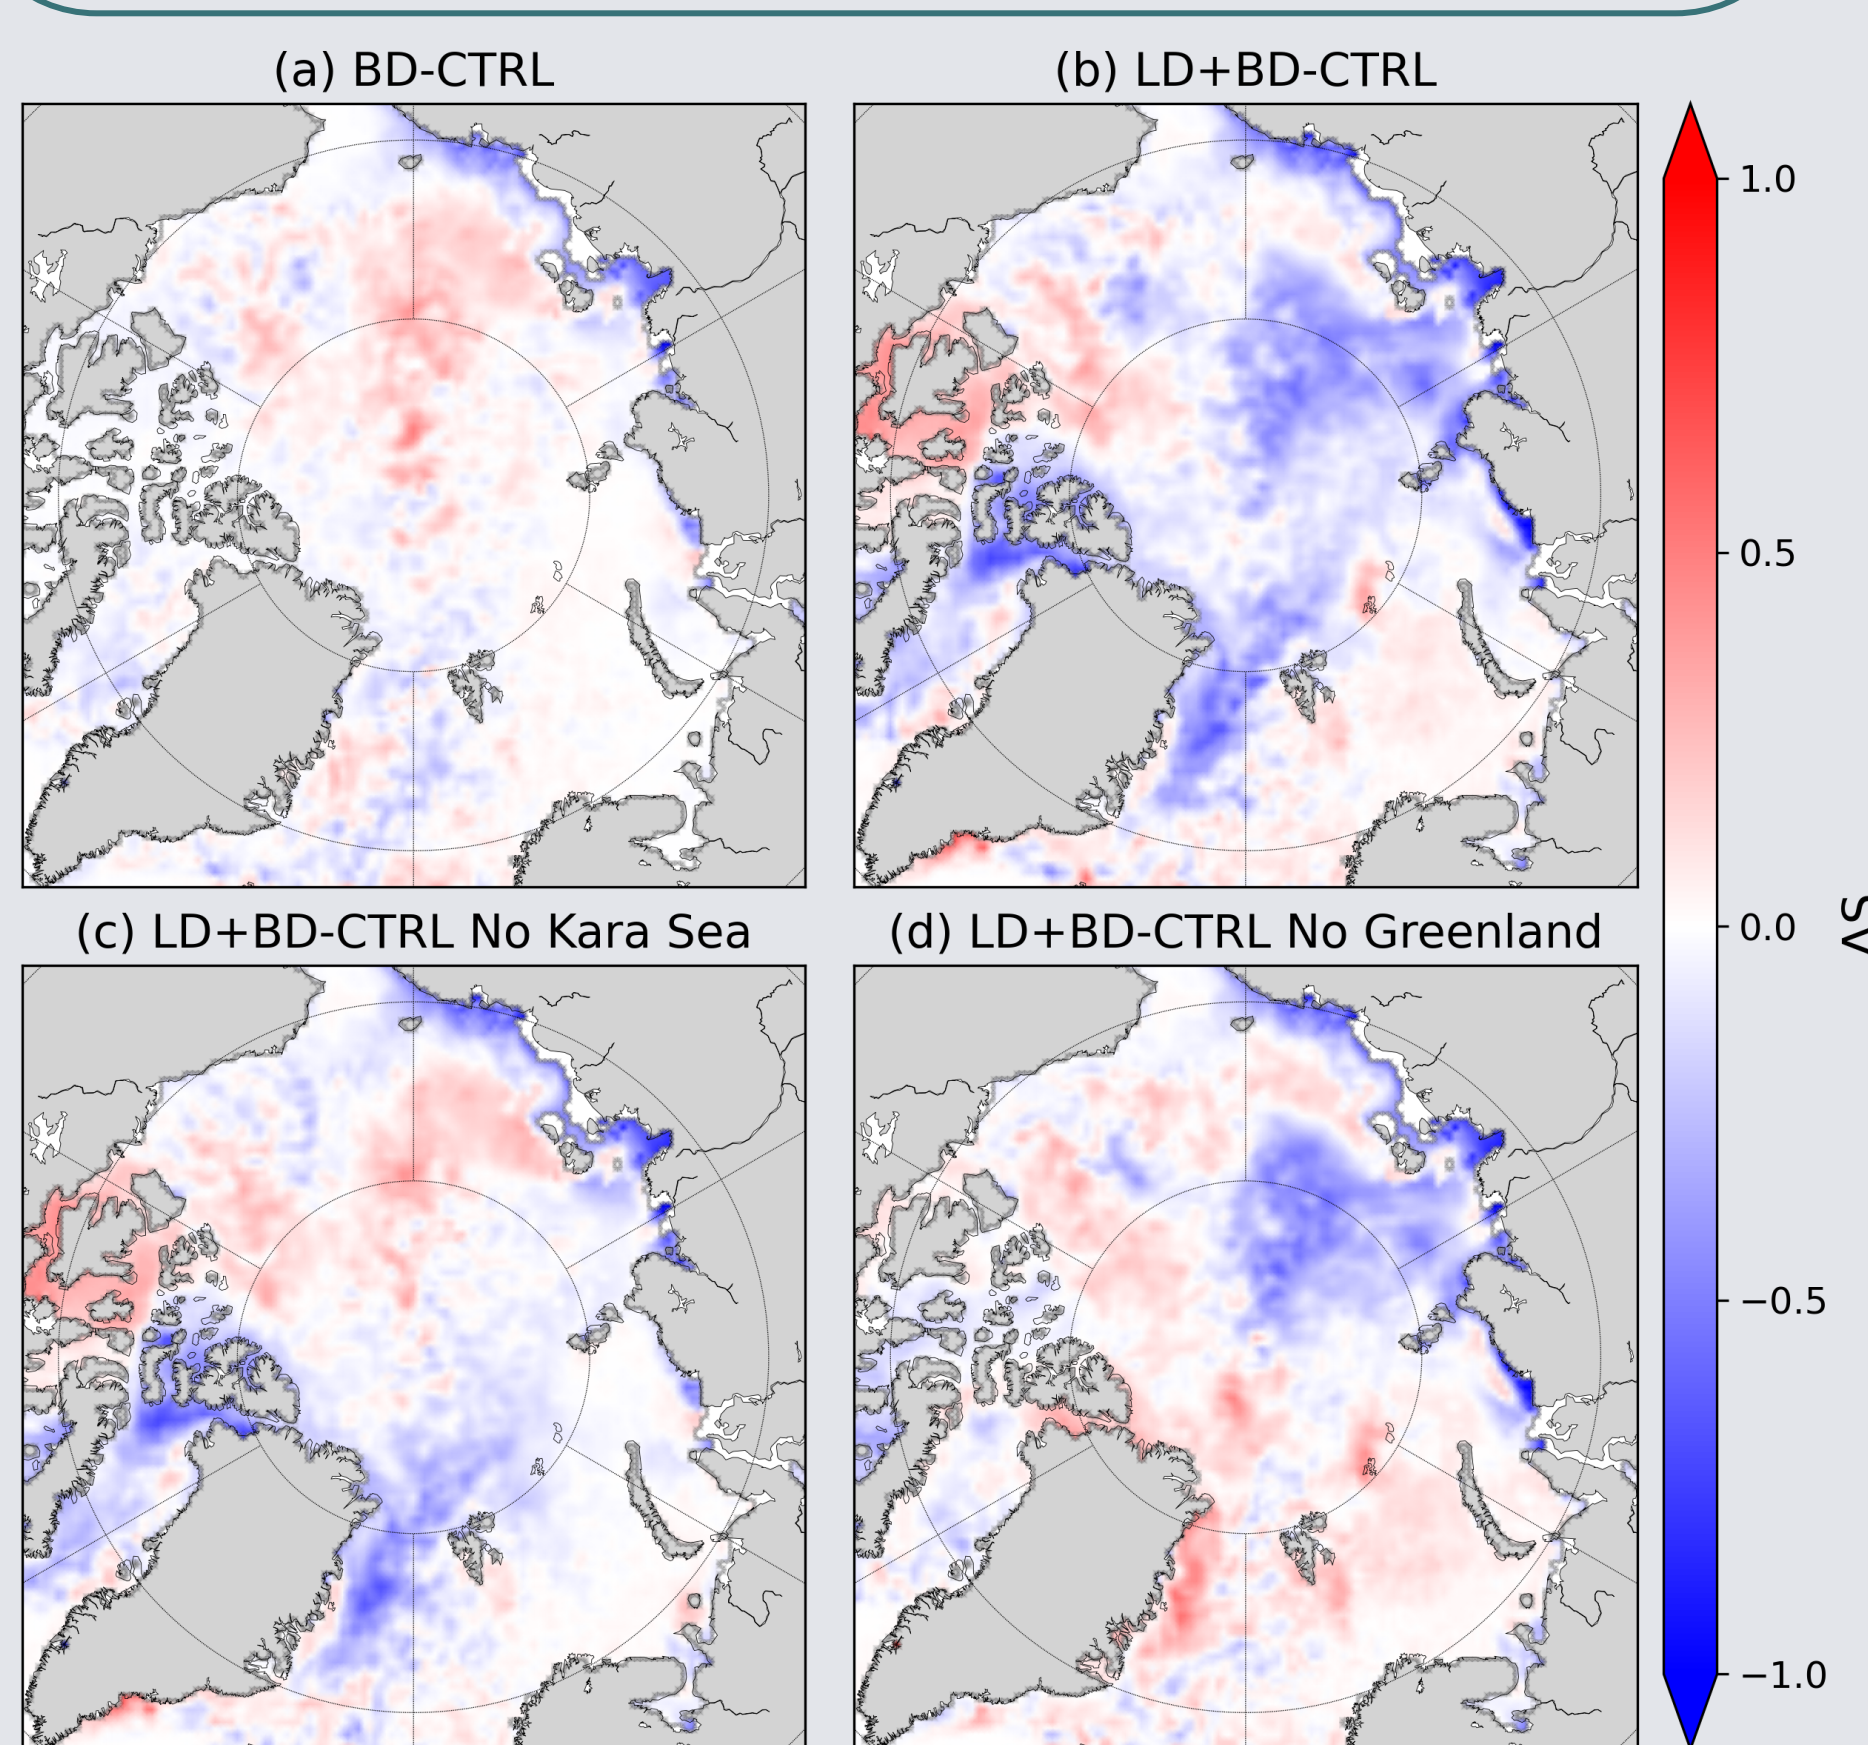 (a) BD-CTRL
(b) LD+BD-CTRL
1.0
0.5
0.0
−0.5
−1.0
(c) LD+BD-CTRL No Kara Sea
(d) LD+BD-CTRL No Greenland